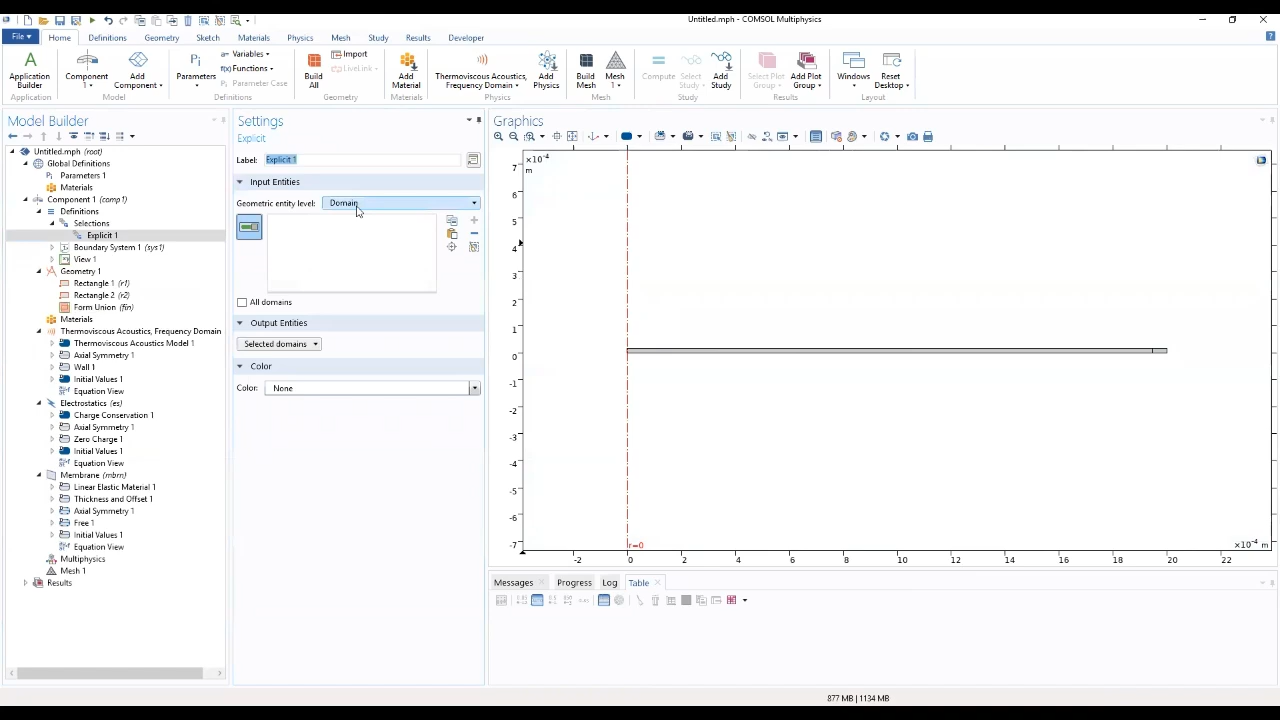 Untitled.mph - COMSOL Multiphysics
File
Home
Definitions
Geometry
Sketch
Materials
Physics
Mesh
Study
Results
Developer
Application Builder
Application
Component 1
Add Component
Model
Pi
Parameters
a= Variables
f(x) Functions
Pi Parameter Case
Definitions
Build All
Import
LiveLink
Geometry
Add Material
Materials
Thermoviscous Acoustics, Frequency Domain
Add Physics
Physics
Build Mesh
Mesh 1
Mesh
Compute
Select Study
Add Study
Study
Select Plot Group
Add Plot Group
Results
Windows
Reset Desktop
Layout
Model Builder
Untitled.mph (root)
Global Definitions
Pi Parameters 1
Materials
Component 1 (comp1)
Definitions
Selections
Explicit 1
Boundary System 1 (sys1)
View 1
Geometry 1
Rectangle 1 (r1)
Rectangle 2 (r2)
Form Union (fin)
Materials
Thermoviscous Acoustics, Frequency Domain
Thermoviscous Acoustics Model 1
Axial Symmetry 1
Wall 1
Initial Values 1
Equation View
Electrostatics (es)
Charge Conservation 1
Axial Symmetry 1
Zero Charge 1
Initial Values 1
Equation View
Membrane (mbrn)
Linear Elastic Material 1
Thickness and Offset 1
Axial Symmetry 1
Free 1
Initial Values 1
Equation View
Multiphysics
Mesh 1
Results
Settings
Explicit
Label: Explicit 1
Input Entities
Geometric entity level: Domain
All domains
Output Entities
Selected domains
Color
Color: None
Graphics
×10⁻⁴
m
7
6
5
4
3
2
1
0
-1
-2
-3
-4
-5
-6
-7
r=0
×10⁻⁴ m
-2 0 2 4 6 8 10 12 14 16 18 20 22
Messages
Progress
Log
Table
877 MB | 1134 MB